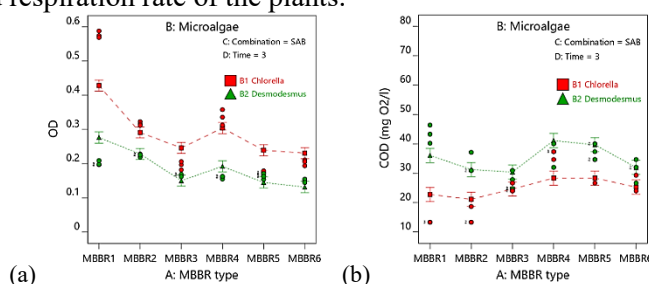 d respiration rate of the plants.
B: Microalgae
C: Combination = SAB
D: Time = 3
B1 Chlorella
B2 Desmodesmus
OD
0.6
0.5
0.4
0.3
0.2
0.1
0
MBBR1 MBBR2 MBBR3 MBBR4 MBBR5 MBBR6
A: MBBR type
(a)
B: Microalgae
C: Combination = SAB
D: Time = 3
B1 Chlorella
B2 Desmodesmus
COD (mg O2/l)
80
70
60
50
40
30
20
10
MBBR1 MBBR2 MBBR3 MBBR4 MBBR5 MBBR6
A: MBBR type
(b)